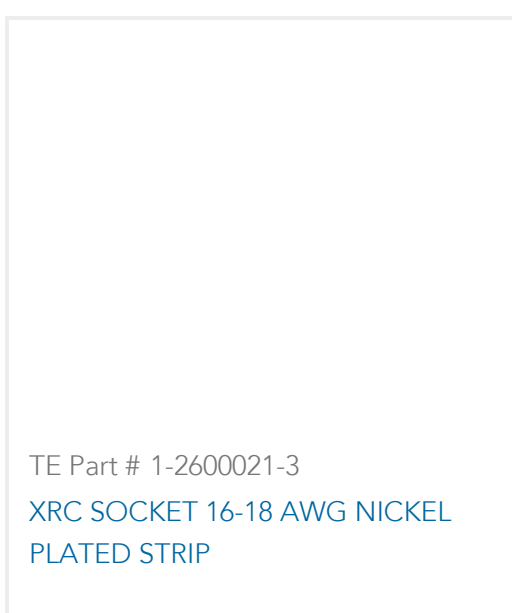 TE Part # 1-2600021-3
XRC SOCKET 16-18 AWG NICKEL
PLATED STRIP